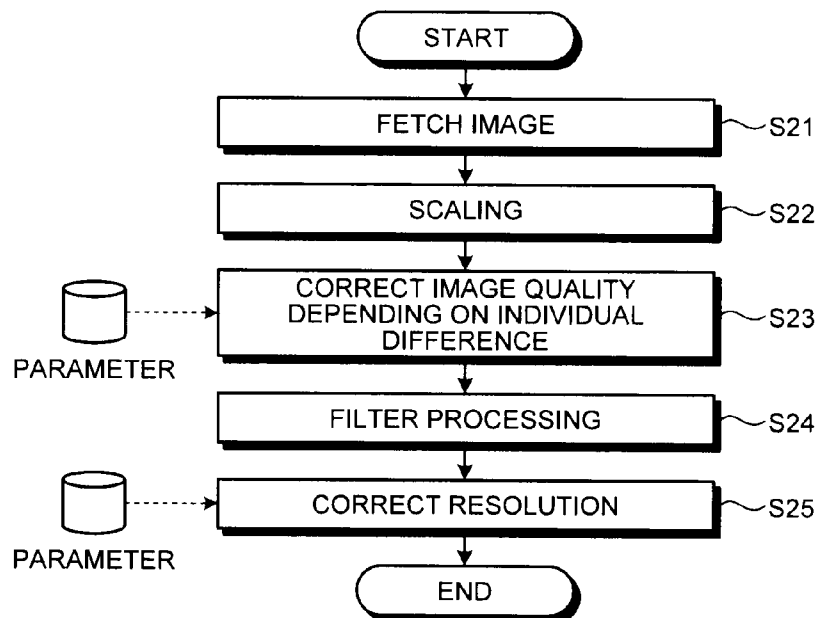 START
FETCH IMAGE
S21
SCALING
S22
CORRECT IMAGE QUALITY
DEPENDING ON INDIVIDUAL
DIFFERENCE
S23
PARAMETER
FILTER PROCESSING
S24
CORRECT RESOLUTION
S25
PARAMETER
END